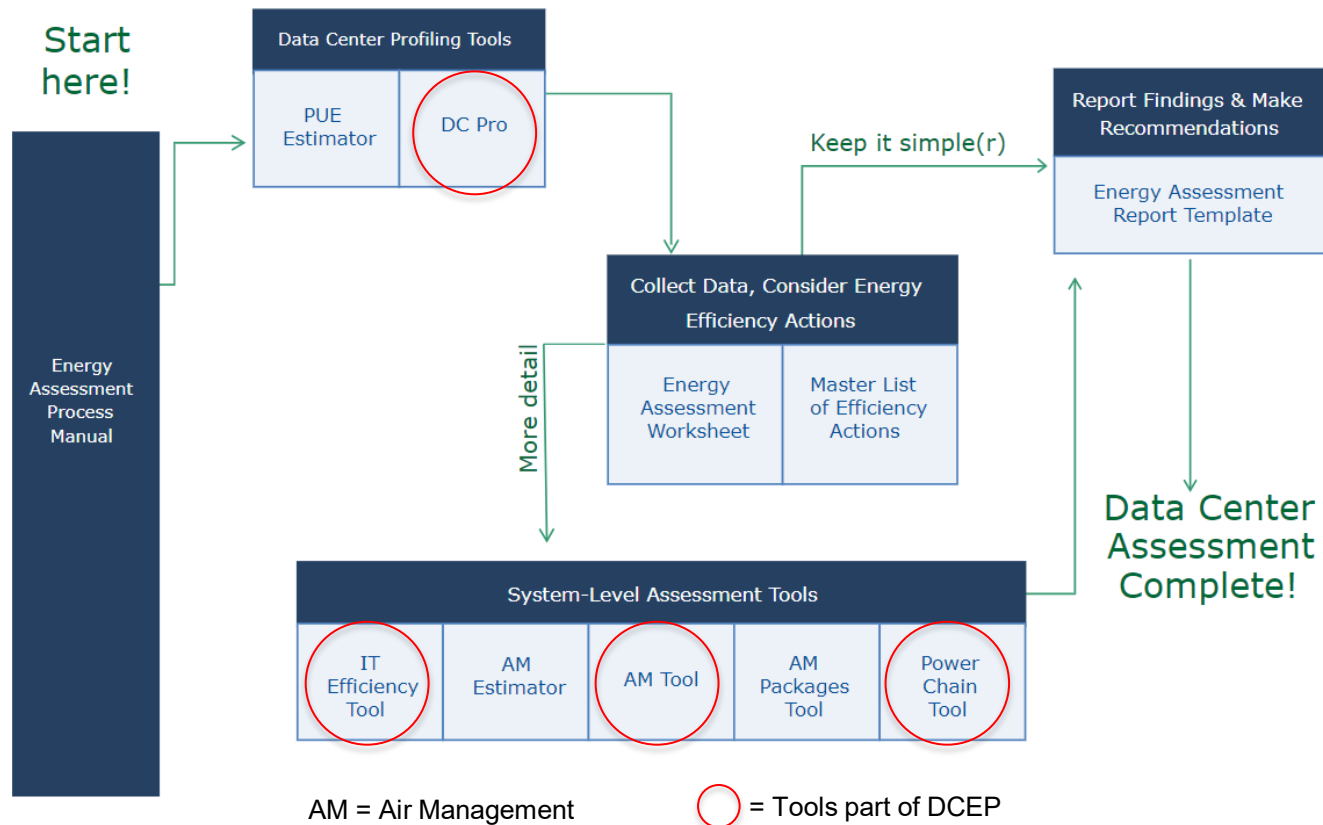 Start
here!
Energy
Assessment
Process
Manual
Data Center Profiling Tools
PUE
Estimator
DC Pro
Collect Data, Consider Energy
Efficiency Actions
Energy
Assessment
Worksheet
Master List
of Efficiency
Actions
Keep it simple(r)
More detail
Report Findings & Make
Recommendations
Energy Assessment
Report Template
Data Center
Assessment
Complete!
System-Level Assessment Tools
IT
Efficiency
Tool
AM
Estimator
AM Tool
AM
Packages
Tool
Power
Chain
Tool
AM = Air Management
= Tools part of DCEP